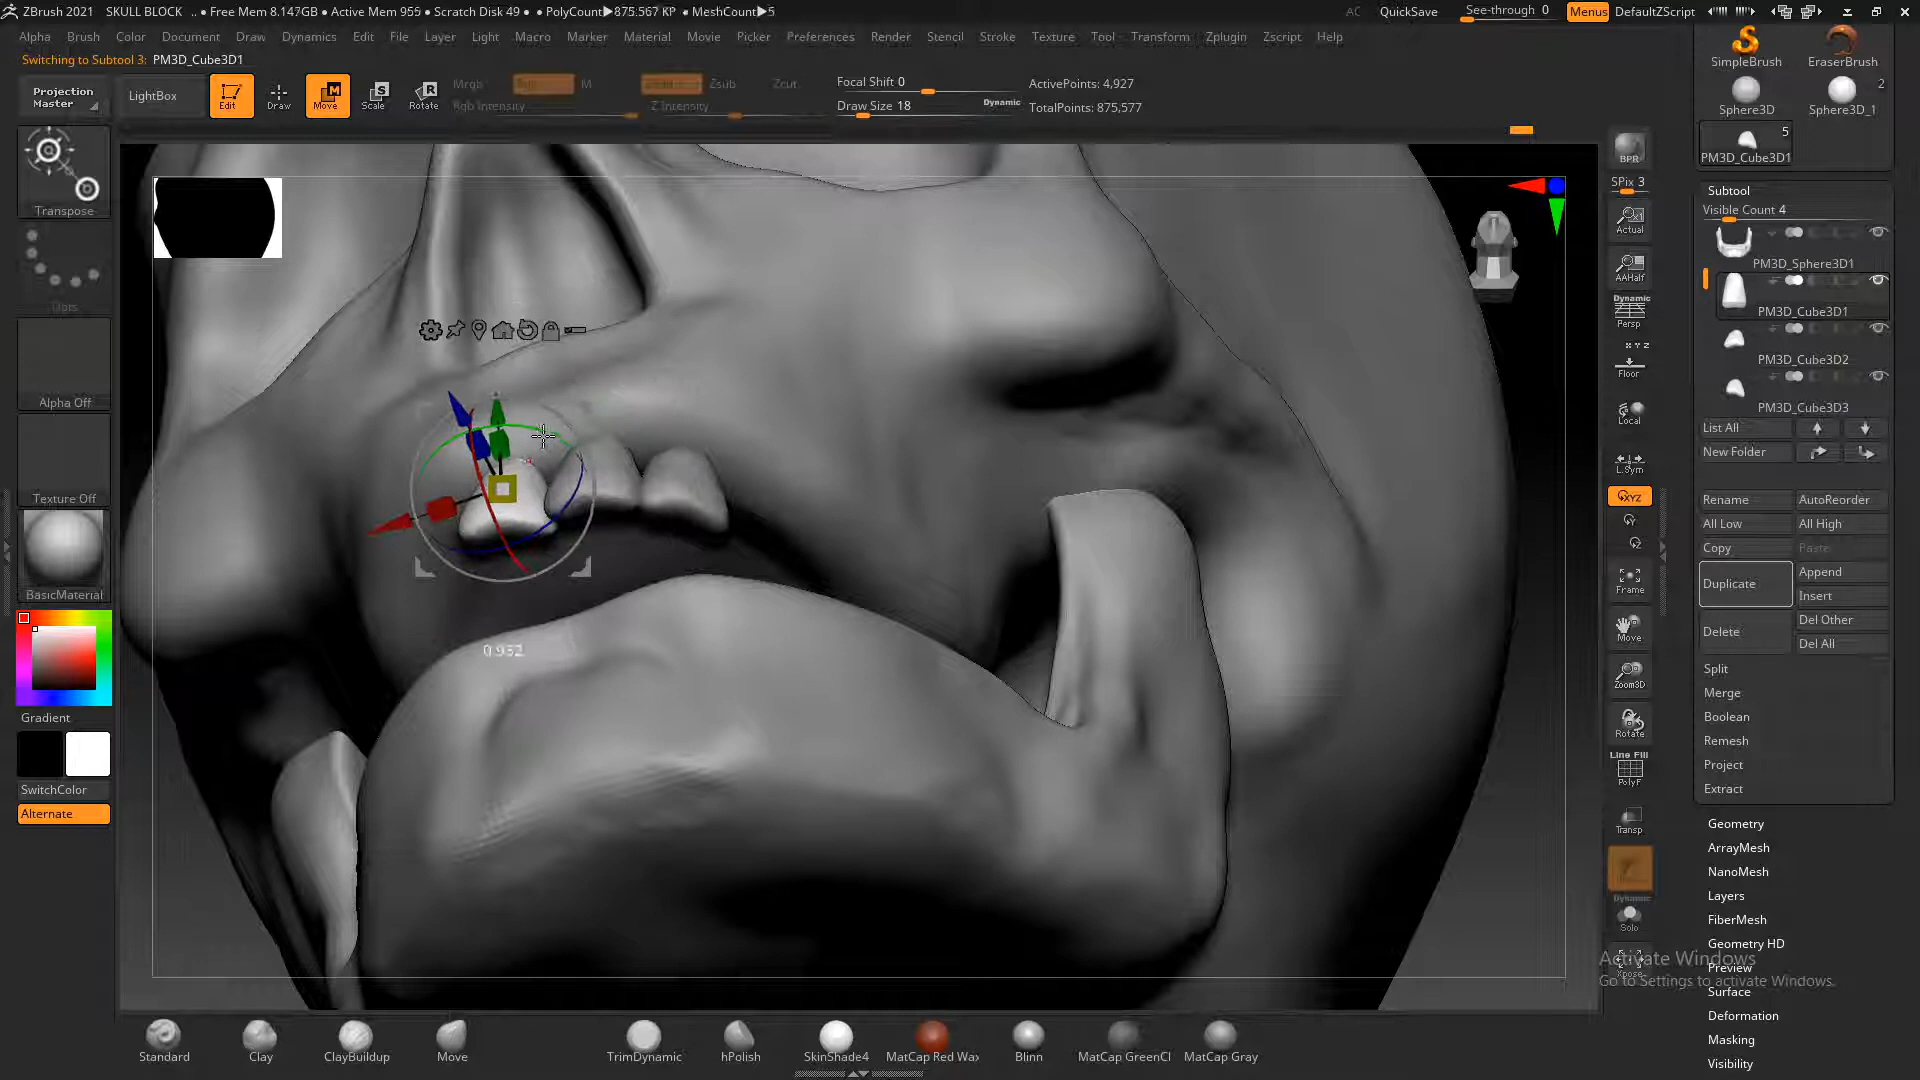 ZBrush 2021 SKULL BLOCK .. • Free Mem 8.147GB • Active Mem 955 • Scratch Disk 49 • PolyCount▶875.567 KP • MeshCount▶5 AC QuickSave See-through 0 Menus DefaultZScript
Alpha Brush Color Document Draw Dynamics Edit File Layer Light Macro Marker Material Movie Picker Preferences Render Stencil Stroke Texture Tool Transform Zplugin Zscript Help
Switching to Subtool 3: PM3D_Cube3D1
Projection
Master
LightBox
Edit
Draw
Move
Scale
Rotate
Mrgb
M
Rgb Intensity
Zsub
Zcut
Z Intensity
Focal Shift 0
Draw Size 18
Dynamic
ActivePoints: 4,927
TotalPoints: 875,577
Transpose
Dots
Alpha Off
Texture Off
BasicMaterial
Gradient
SwitchColor
Alternate
0.952
BPR
SPix 3
Actual
AAHalf
Dynamic
Persp
X Y Z
Floor
Local
L.Sym
XYZ
Y
Z
Frame
Move
Zoom3D
Rotate
Line Fill
PolyF
Transp
Dynamic
Solo
Xpose
SimpleBrush
EraserBrush
Sphere3D
2
Sphere3D_1
5
PM3D_Cube3D1
Subtool
Visible Count 4
PM3D_Sphere3D1
PM3D_Cube3D1
PM3D_Cube3D2
PM3D_Cube3D3
List All
New Folder
Rename AutoReorder
All Low All High
Copy Paste
Duplicate Append
Insert
Delete Del Other
Del All
Split
Merge
Boolean
Remesh
Project
Extract
Geometry
ArrayMesh
NanoMesh
Layers
FiberMesh
Geometry HD
Preview
Surface
Deformation
Masking
Visibility
Activate Windows
Go to Settings to activate Windows.
Standard Clay ClayBuildup Move TrimDynamic hPolish SkinShade4 MatCap Red Wax Blinn MatCap GreenCl MatCap Gray